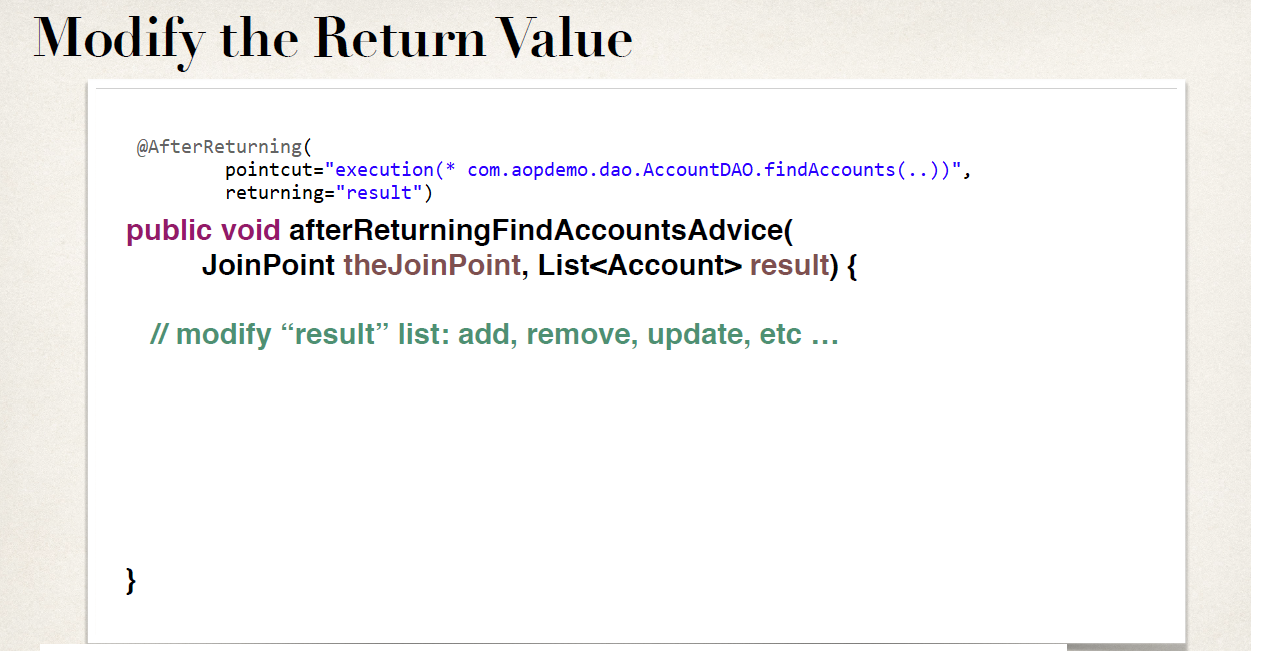 Modify the Return Value
@AfterReturning(
pointcut="execution(* com.aopdemo.dao.AccountDAO.findAccounts(..))",
returning="result")
public void afterReturningFindAccountsAdvice(
JoinPoint theJoinPoint, List<Account> result) {
// modify “result” list: add, remove, update, etc …
}